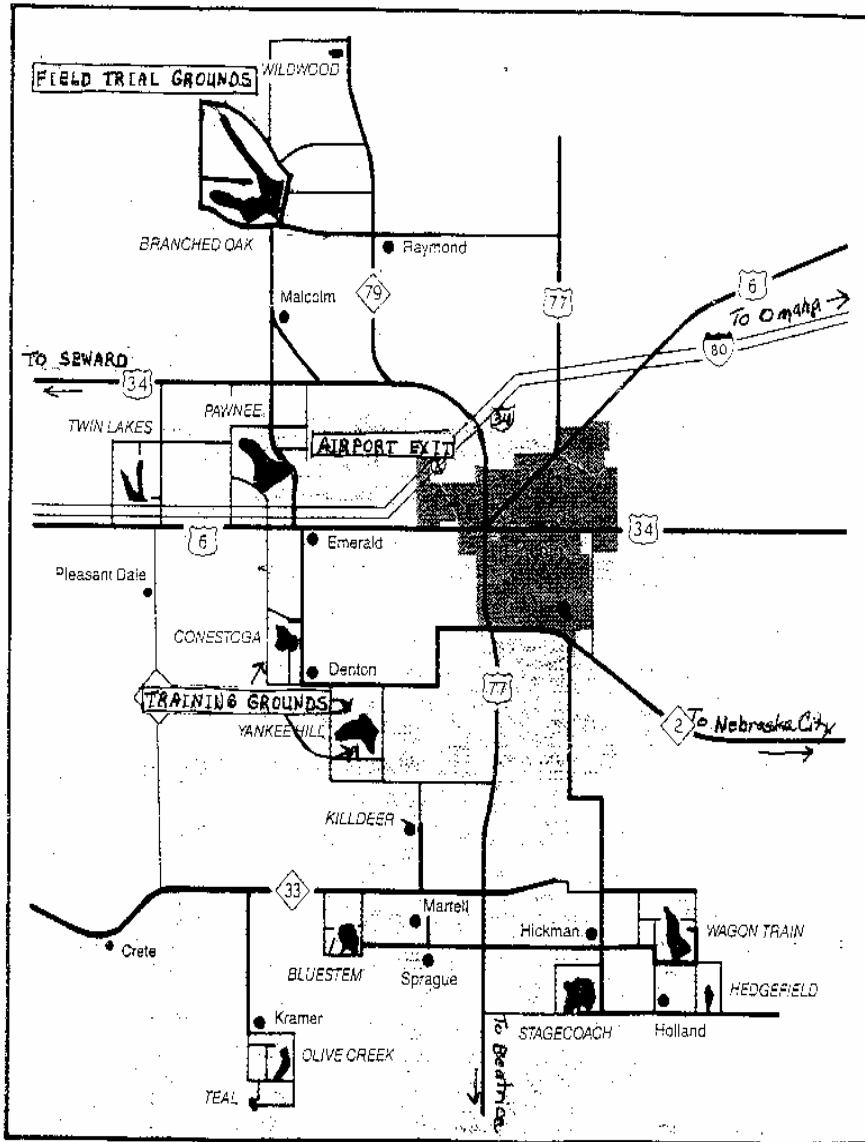 WILDWOOD
FIELD TRIAL GROUNDS
BRANCHED OAK
Raymond
6
Malcolm
79
77
To Omaha
80
TO SEWARD
34
PAWNEE
34
TWIN LAKES
AIRPORT EXIT
6
Emerald
34
Pleasant Dale
CONESTOGA
Denton
77
TRAINING GROUNDS
2
To Nebraska City
YANKEE HILL
KILLDEER
33
Martell
Hickman
WAGON TRAIN
Crete
BLUESTEM
Sprague
HEDGEFIELD
Kramer
STAGECOACH
Holland
To Beatrice
OLIVE CREEK
TEAL